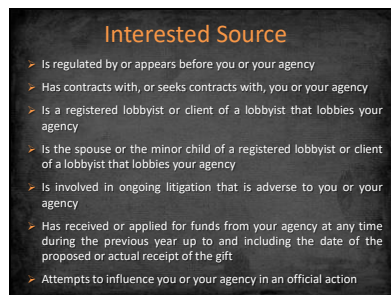 Interested Source
➢ Is regulated by or appears before you or your agency
➢ Has contracts with, or seeks contracts with, you or your agency
➢ Is a registered lobbyist or client of a lobbyist that lobbies your
agency
➢ Is the spouse or the minor child of a registered lobbyist or client
of a lobbyist that lobbies your agency
➢ Is involved in ongoing litigation that is adverse to you or your
agency
➢ Has received or applied for funds from your agency at any time
during the previous year up to and including the date of the
proposed or actual receipt of the gift
➢ Attempts to influence you or your agency in an official action